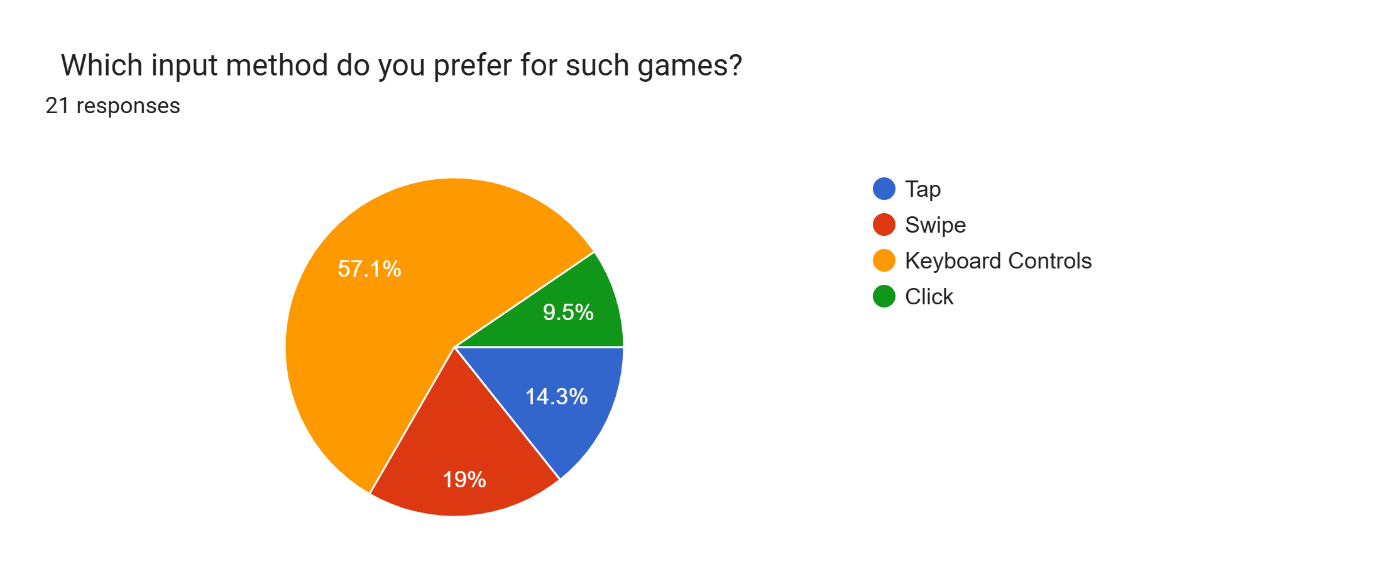 Which input method do you prefer for such games?
21 responses
Tap
Swipe
Keyboard Controls
Click
57.1%
9.5%
14.3%
19%